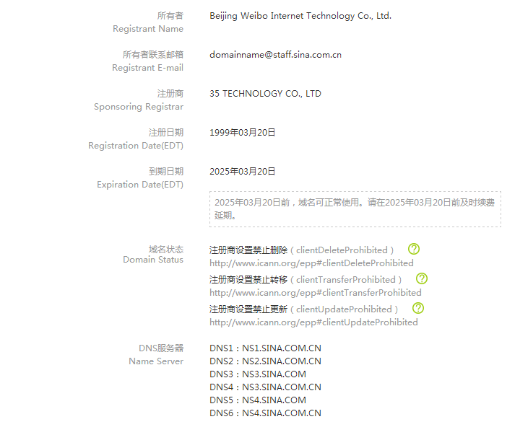 所有者
Registrant Name
Beijing Weibo Internet Technology Co., Ltd.
所有者联系邮箱
Registrant E-mail
domainname@staff.sina.com.cn
注册商
Sponsoring Registrar
35 TECHNOLOGY CO., LTD
注册日期
Registration Date(EDT)
1999年03月20日
到期日期
Expiration Date(EDT)
2025年03月20日
2025年03月20日前，域名可正常使用。请在2025年03月20日前及时续费
延期。
域名状态
Domain Status
注册商设置禁止删除（clientDeleteProhibited）
http://www.icann.org/epp#clientDeleteProhibited
注册商设置禁止转移（clientTransferProhibited）
http://www.icann.org/epp#clientTransferProhibited
注册商设置禁止更新（clientUpdateProhibited）
http://www.icann.org/epp#clientUpdateProhibited
DNS服务器
Name Server
DNS1：NS1.SINA.COM.CN
DNS2：NS2.SINA.COM.CN
DNS3：NS3.SINA.COM
DNS4：NS3.SINA.COM.CN
DNS5：NS4.SINA.COM
DNS6：NS4.SINA.COM.CN